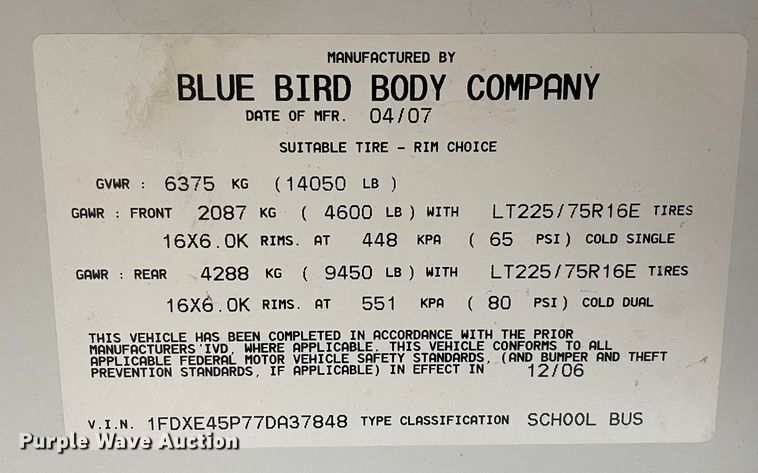 MANUFACTURED BY
BLUE BIRD BODY COMPANY
DATE OF MFR. 04/07
SUITABLE TIRE - RIM CHOICE
GVWR : 6375 KG (14050 LB )
GAWR : FRONT 2087 KG ( 4600 LB ) WITH LT225/75R16E TIRES
16X6.0K RIMS. AT 448 KPA ( 65 PSI ) COLD SINGLE
GAWR : REAR 4288 KG ( 9450 LB ) WITH LT225/75R16E TIRES
16X6.0K RIMS. AT 551 KPA ( 80 PSI ) COLD DUAL
THIS VEHICLE HAS BEEN COMPLETED IN ACCORDANCE WITH THE PRIOR
MANUFACTURERS'IVD, WHERE APPLICABLE. THIS VEHICLE CONFORMS TO ALL
APPLICABLE FEDERAL MOTOR VEHICLE SAFETY STANDARDS, (AND BUMPER AND THEFT
PREVENTION STANDARDS, IF APPLICABLE) IN EFFECT IN 12/06
V.I.N. 1FDXE45P77DA37848 TYPE CLASSIFICATION SCHOOL BUS
Purple Wave Auction